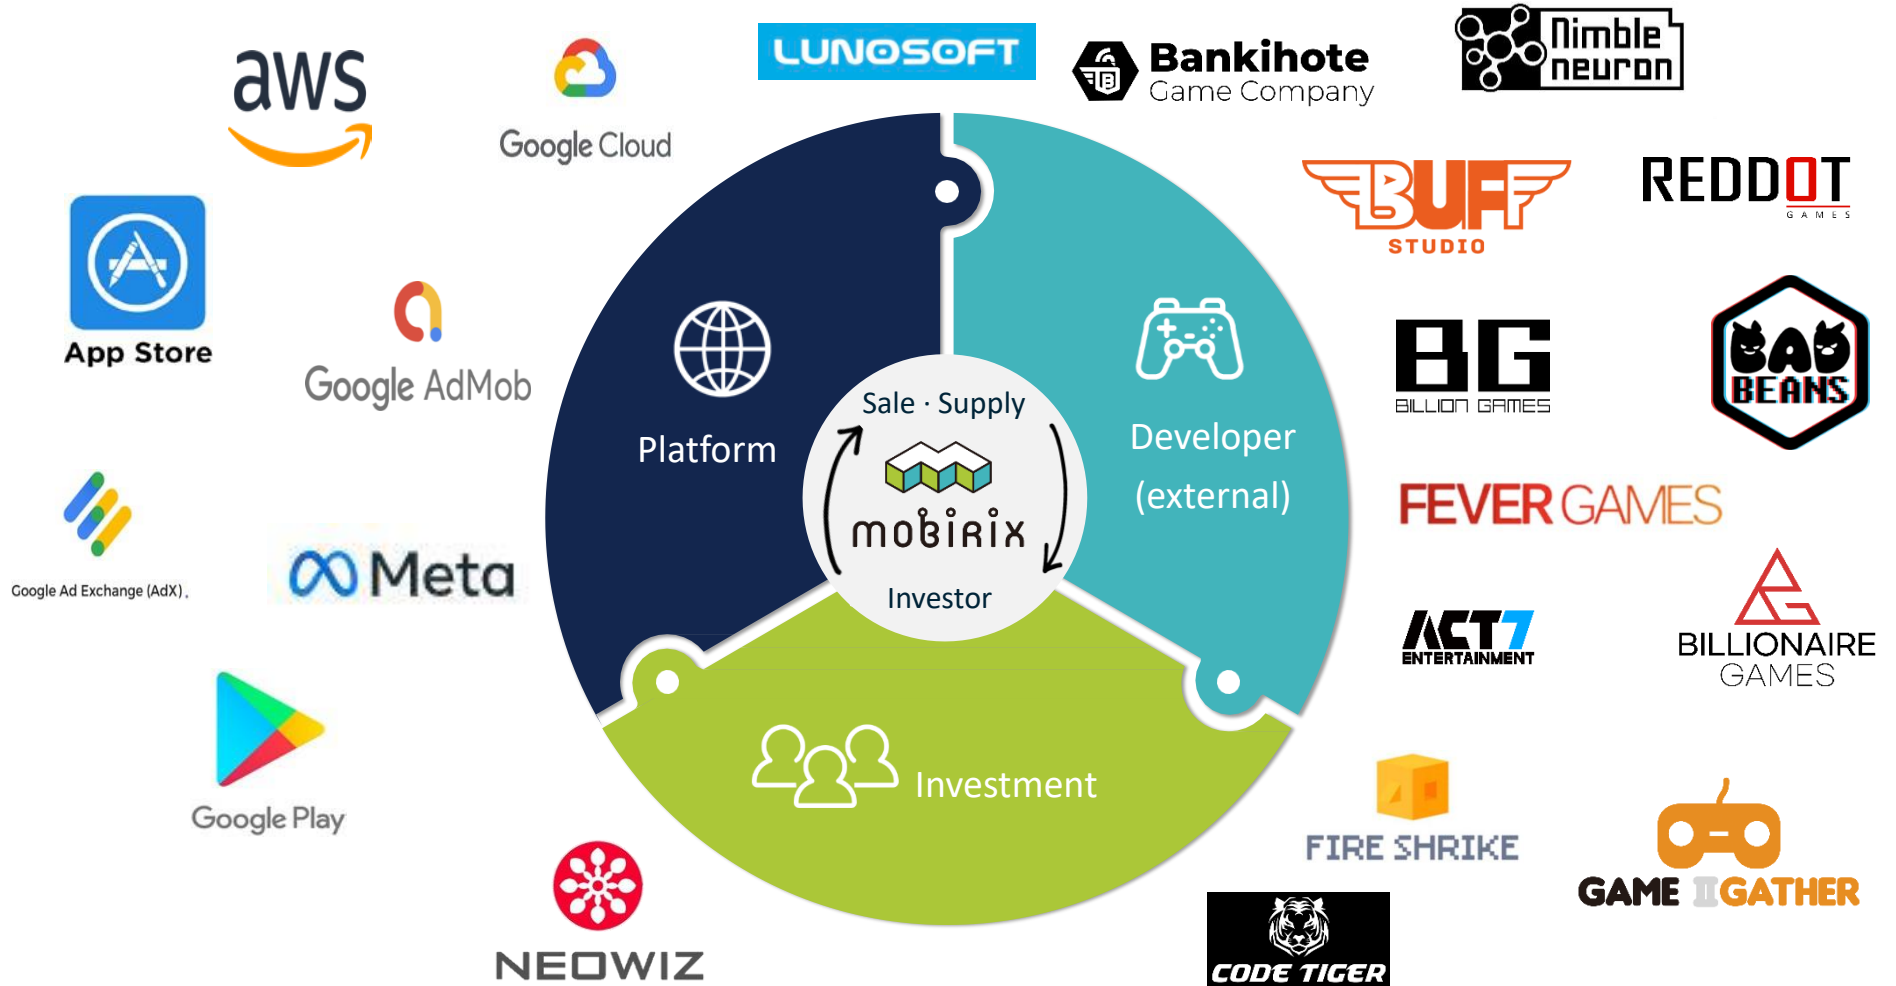 aws
Google Cloud
App Store
Google AdMob
Google Ad Exchange (AdX) .
Meta
Google Play
NEOWIZ
LUNOSOFT
Bankihote
Game Company
Nimble
neuron
BUFF
STUDIO
REDDOT
GAMES
BG
BILLION GAMES
BAD
BEANS
FEVER GAMES
ACT7
ENTERTAINMENT
BILLIONAIRE
GAMES
FIRE SHRIKE
GAME II GATHER
CODE TIGER
Platform
Developer
(external)
Investment
Sale · Supply
mobirix
Investor